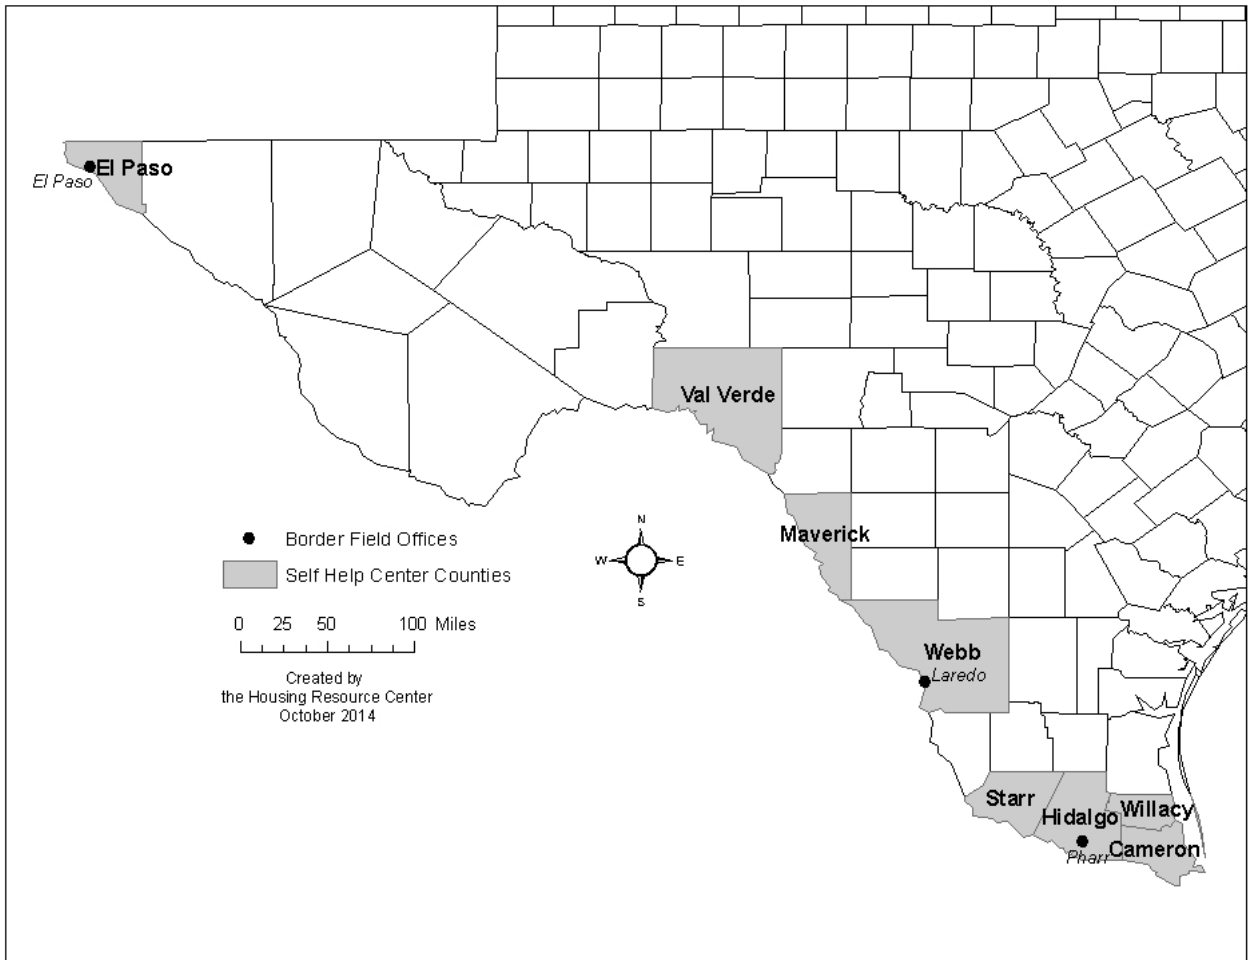 El Paso
El Paso
Val Verde
Maverick
N
W E
S
Border Field Offices
Self Help Center Counties
0 25 50 100 Miles
Created by
the Housing Resource Center
October 2014
Webb
Laredo
Starr
Willacy
Hidalgo
Cameron
Pharr